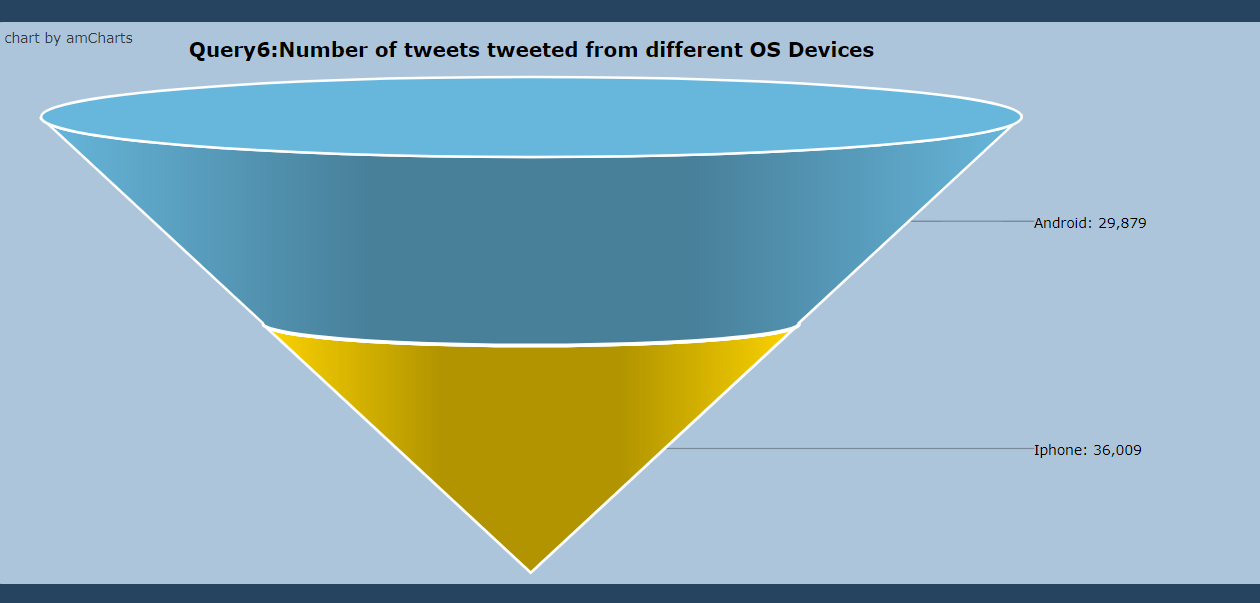 chart by amCharts
Query6:Number of tweets tweeted from different OS Devices
Android: 29,879
Iphone: 36,009